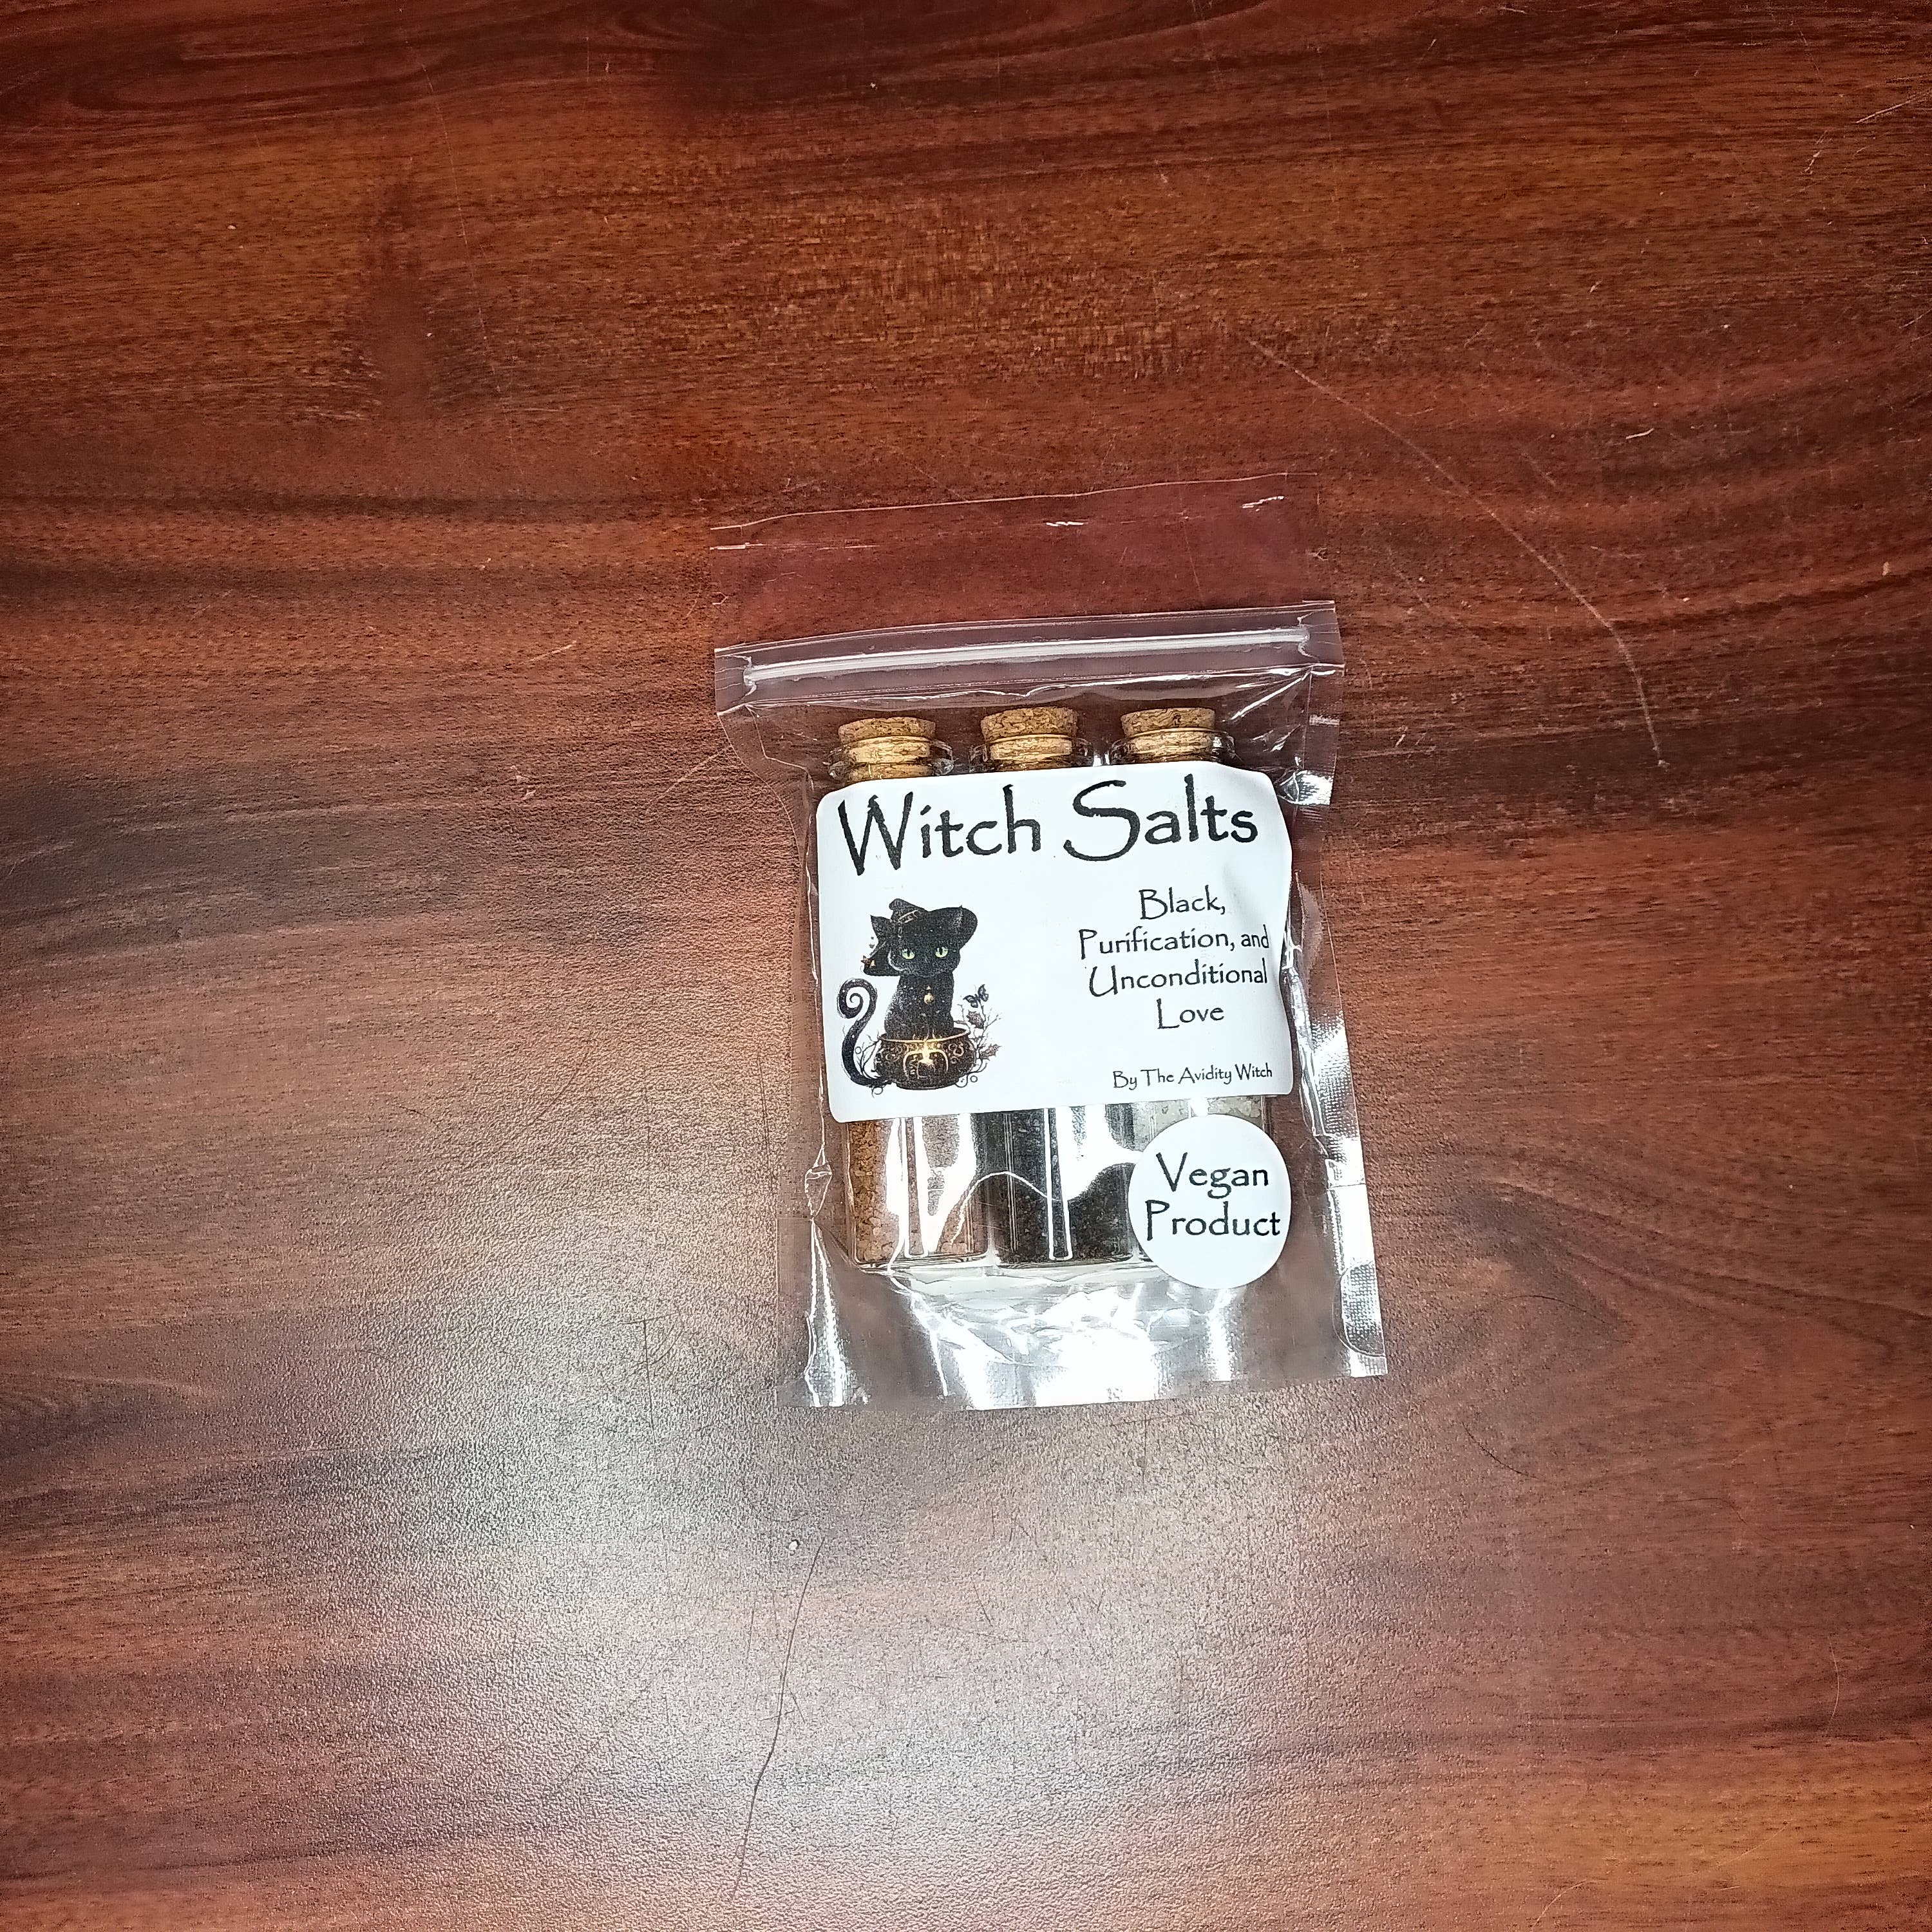 Witch Salts
Black,
Purification, and
Unconditional
Love
By The Avidity Witch
Vegan
Product